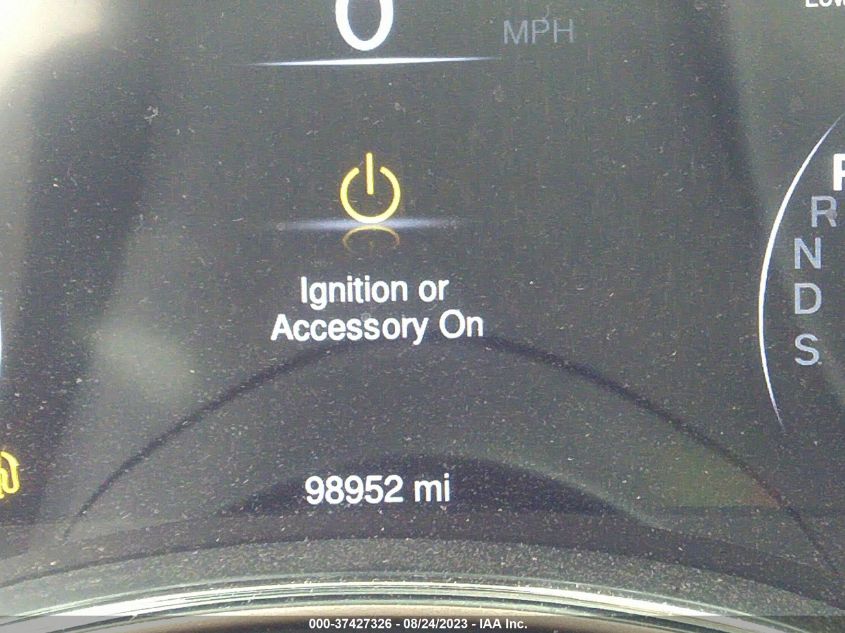 0
MPH
P
R
N
D
S
Ignition or
Accessory On
98952 mi
000-37427326 - 08/24/2023 - IAA Inc.